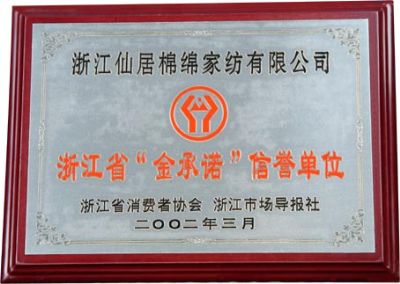 浙江仙居棉绵家纺有限公司
浙江省“金承诺”信誉单位
浙江省消费者协会 浙江市场导报社
二〇〇二年三月